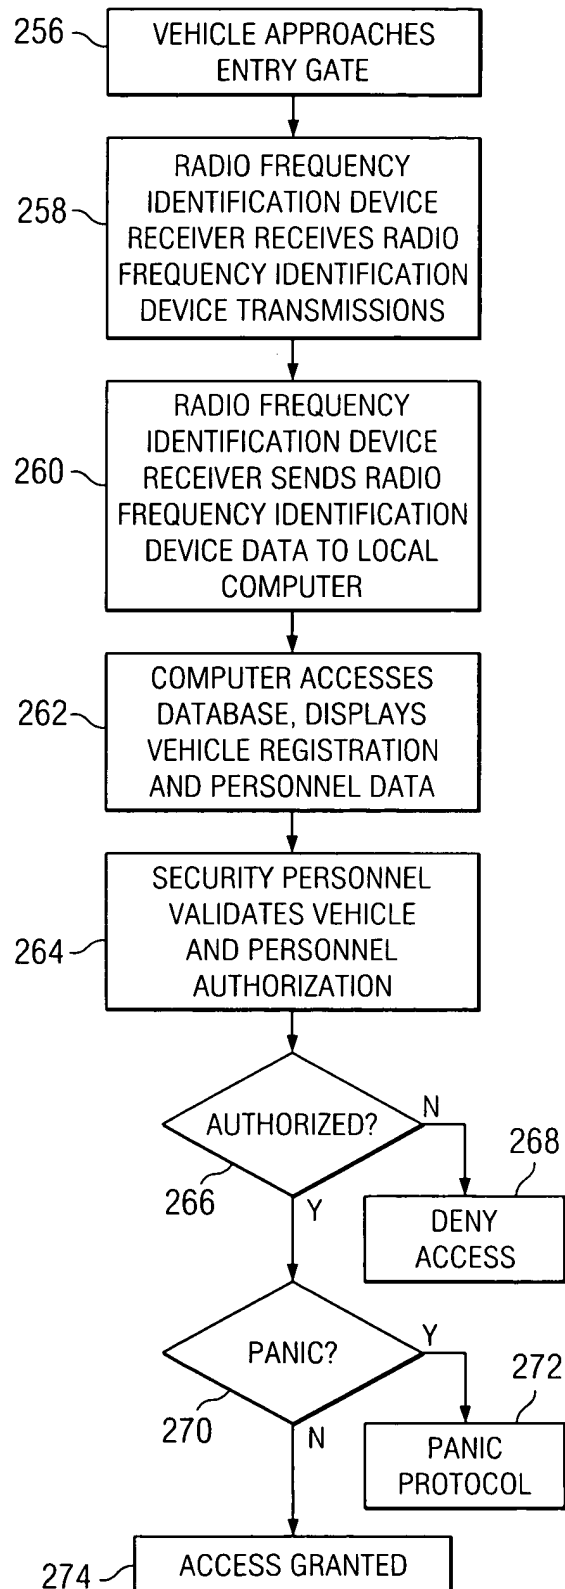 256
VEHICLE APPROACHES
ENTRY GATE
258
RADIO FREQUENCY
IDENTIFICATION DEVICE
RECEIVER RECEIVES RADIO
FREQUENCY IDENTIFICATION
DEVICE TRANSMISSIONS
260
RADIO FREQUENCY
IDENTIFICATION DEVICE
RECEIVER SENDS RADIO
FREQUENCY IDENTIFICATION
DEVICE DATA TO LOCAL
COMPUTER
262
COMPUTER ACCESSES
DATABASE, DISPLAYS
VEHICLE REGISTRATION
AND PERSONNEL DATA
264
SECURITY PERSONNEL
VALIDATES VEHICLE
AND PERSONNEL
AUTHORIZATION
AUTHORIZED?
N
266
Y
268
DENY
ACCESS
PANIC?
Y
270
N
272
PANIC
PROTOCOL
274
ACCESS GRANTED